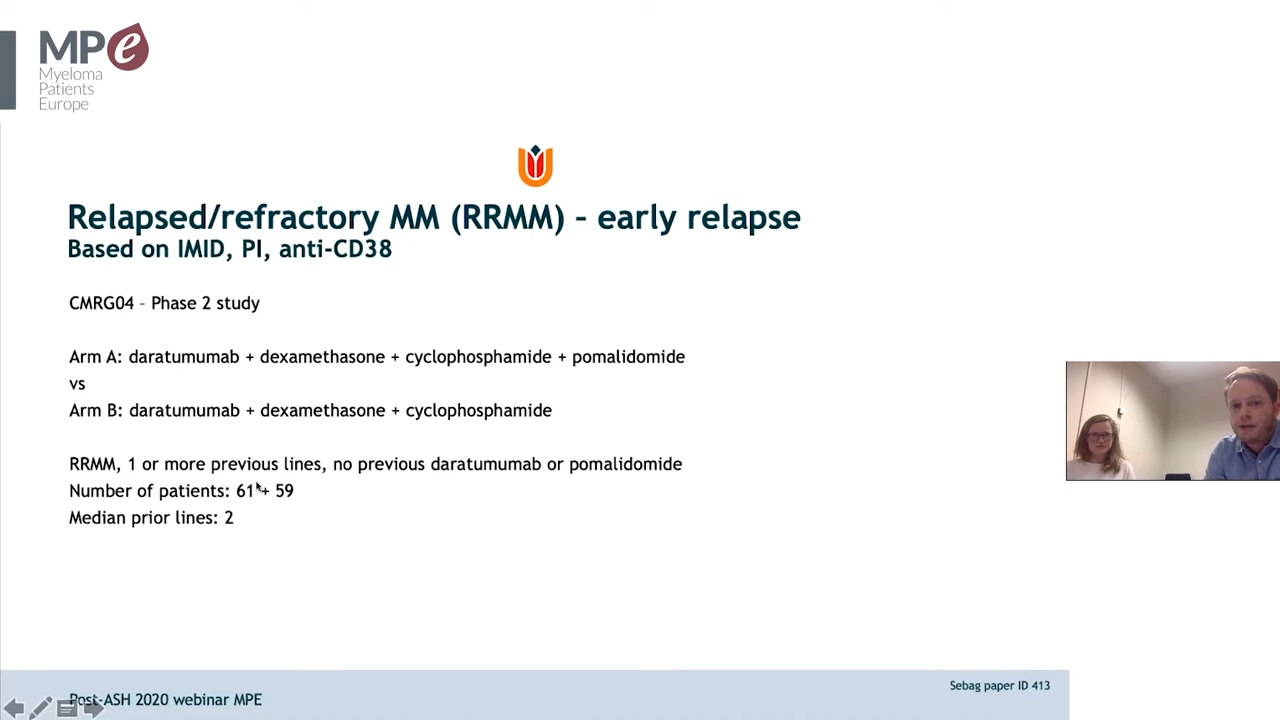 MPe
Myeloma
Patients
Europe
Relapsed/refractory MM (RRMM) – early relapse
Based on IMID, PI, anti-CD38
CMRG04 – Phase 2 study
Arm A: daratumumab + dexamethasone + cyclophosphamide + pomalidomide
vs
Arm B: daratumumab + dexamethasone + cyclophosphamide
RRMM, 1 or more previous lines, no previous daratumumab or pomalidomide
Number of patients: 61 + 59
Median prior lines: 2
Sebag paper ID 413
Post-ASH 2020 webinar MPE